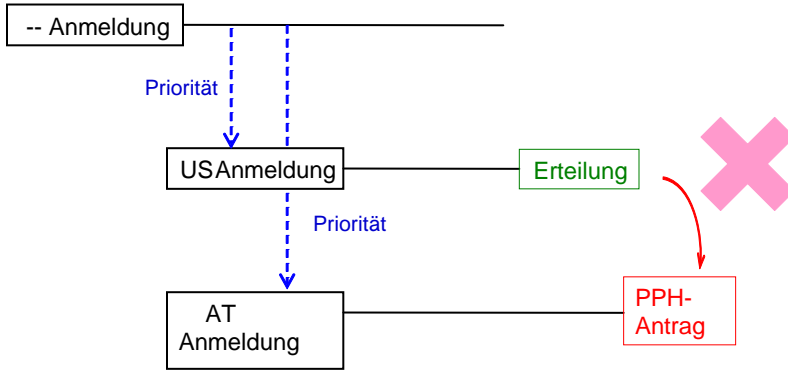 -- Anmeldung
Priorität
USAnmeldung
Erteilung
Priorität
AT
Anmeldung
PPH-
Antrag